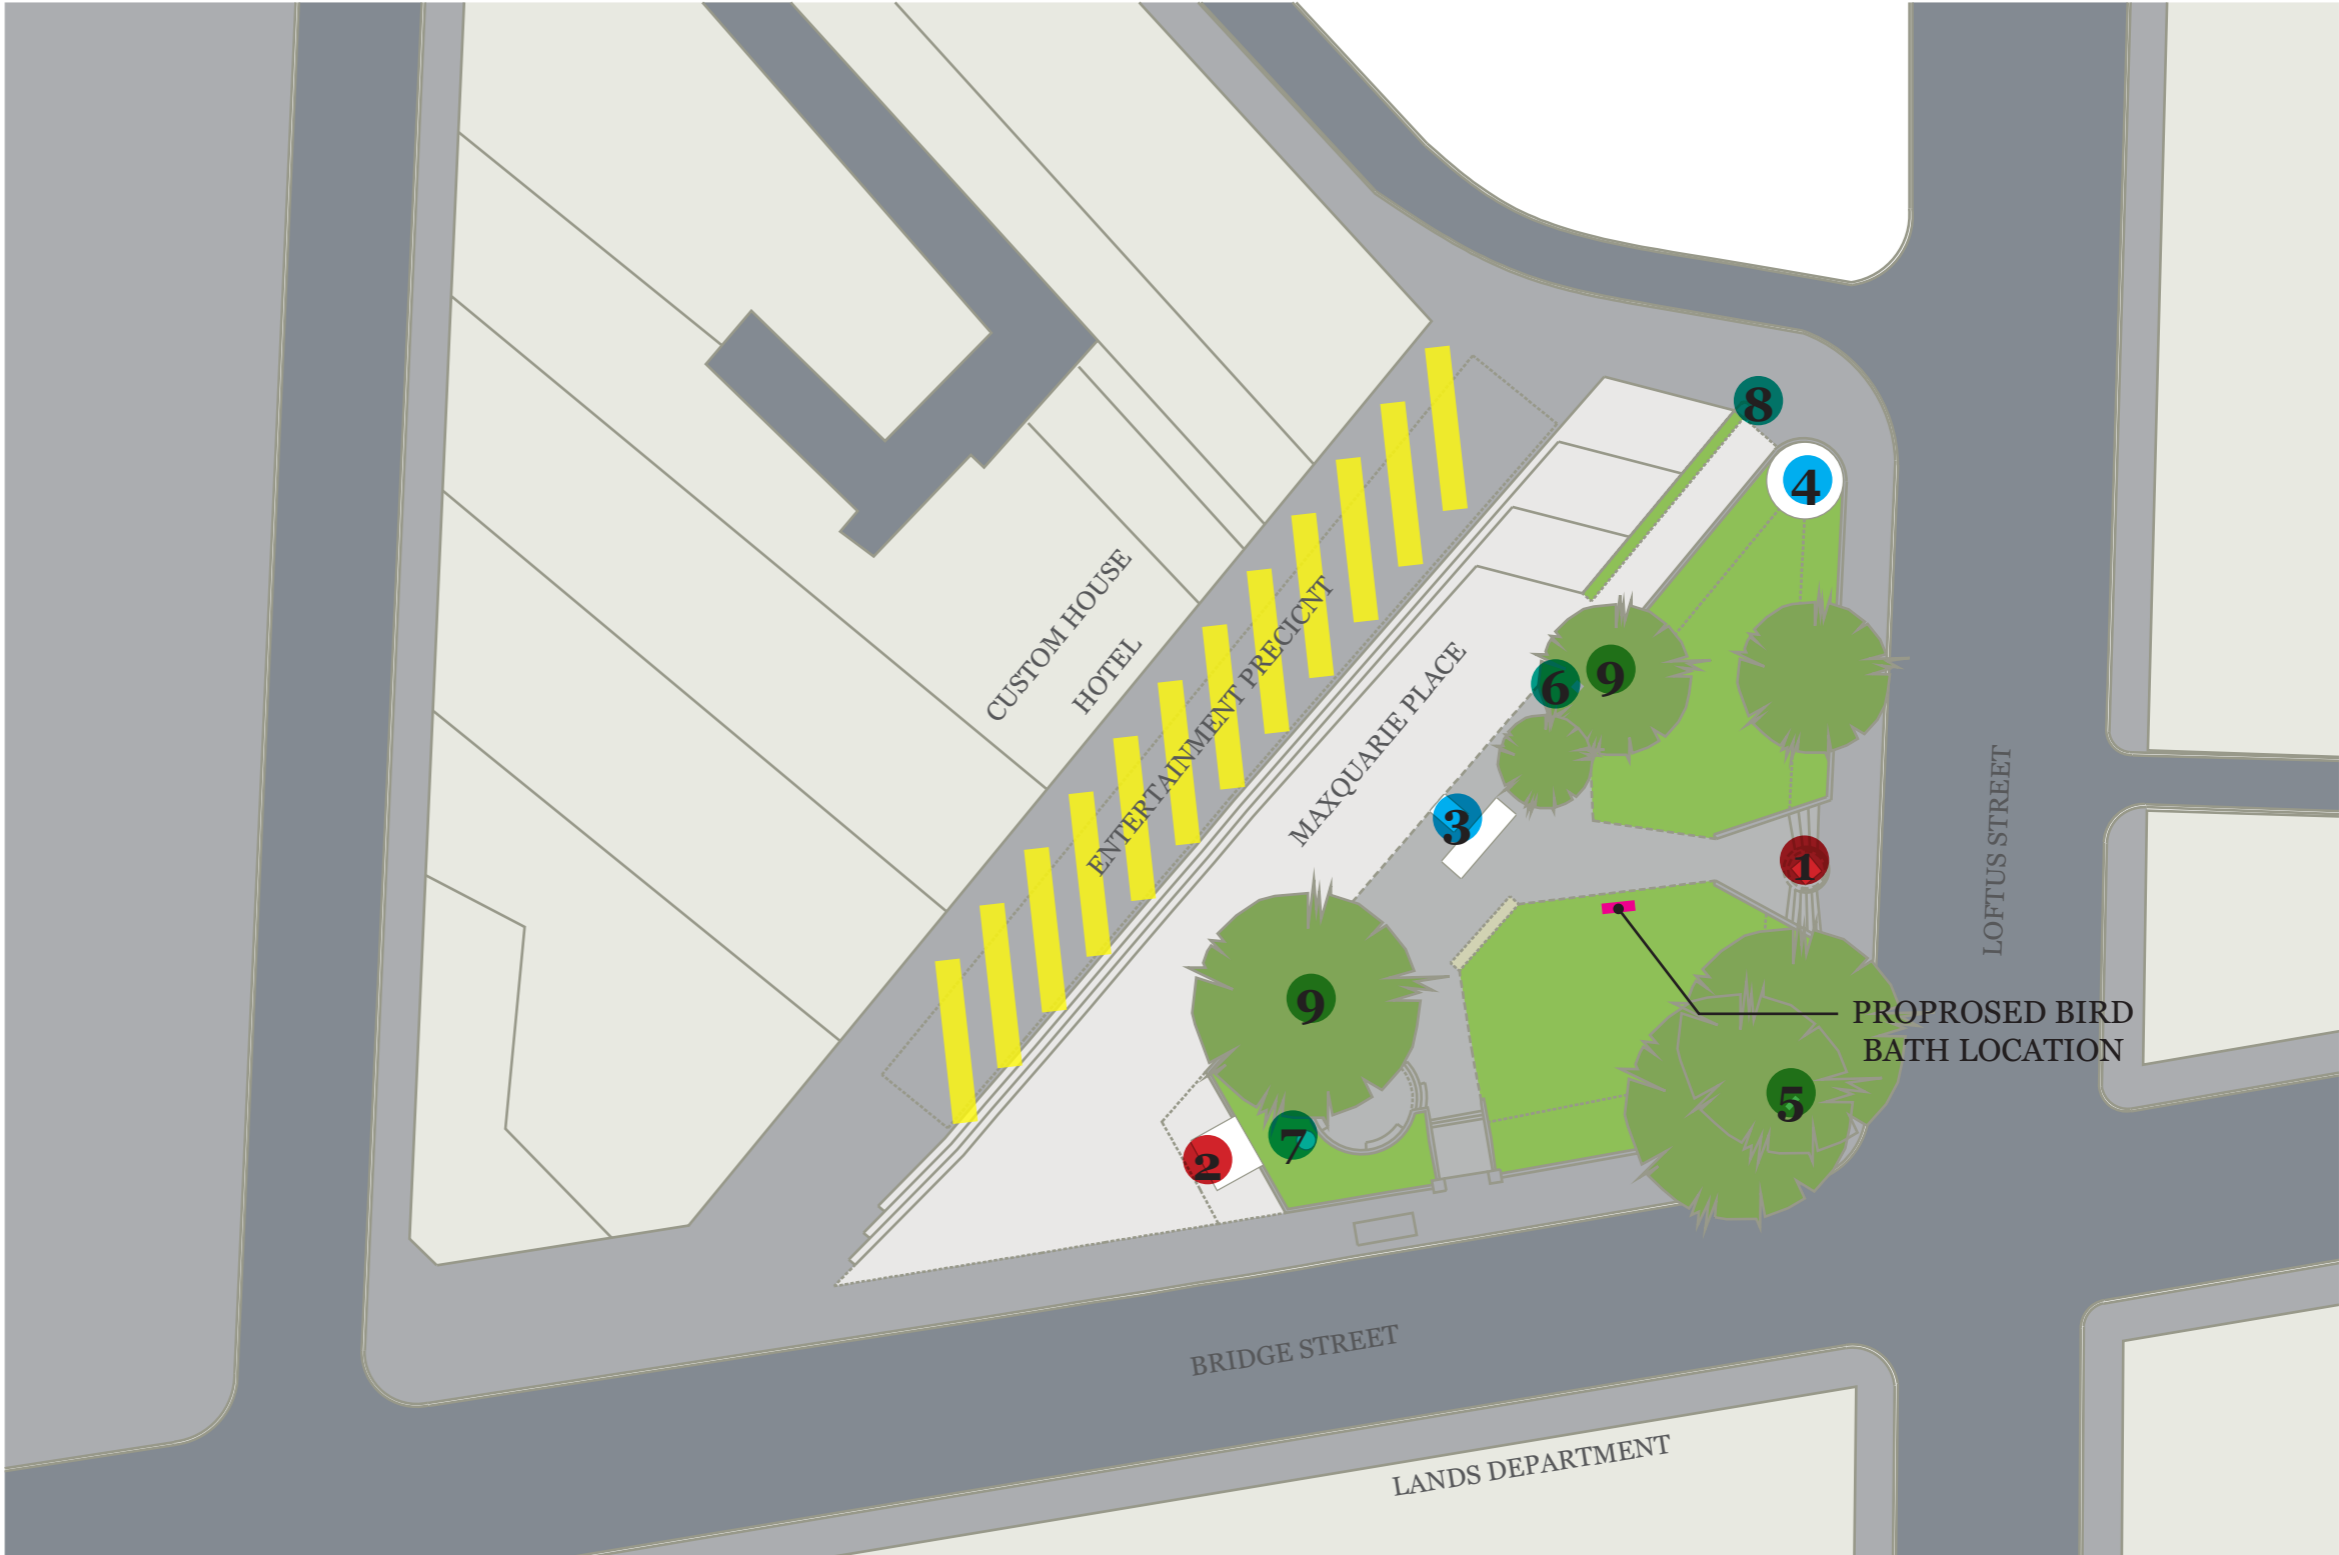 8
4
CUSTOM HOUSE
HOTEL
ENTERTAINMENT PRECICNT
MAXQUARIE PLACE
6
9
3
1
LOFTUS STREET
9
PROPROSED BIRD
BATH LOCATION
5
7
2
BRIDGE STREET
LANDS DEPARTMENT